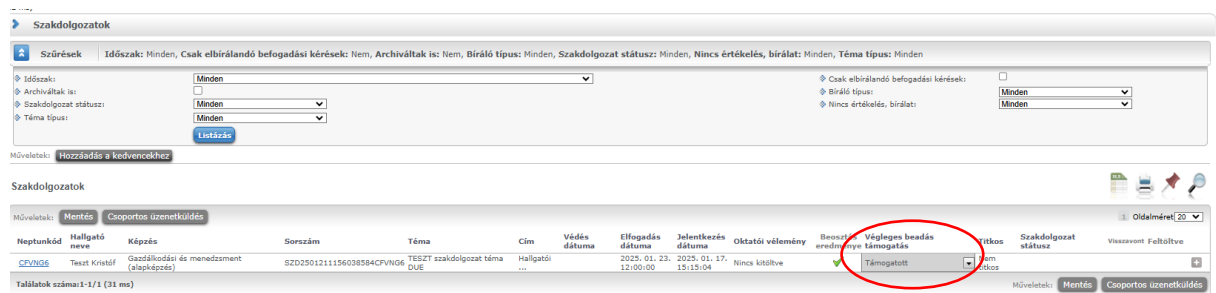 Szakdolgozatok
Szűrések Időszak: Minden, Csak elbírálandó befogadási kérések: Nem, Archiváltak is: Nem, Bíráló típus: Minden, Szakdolgozat státusz: Minden, Nincs értékelés, bírálat: Minden, Téma típus: Minden
Időszak: Minden Csak elbírálandó befogadási kérések:
Archiváltak is: Bíráló típus: Minden
Szakdolgozat státusz: Minden Nincs értékelés, bírálat: Minden
Téma típus: Minden
Listázás
Műveletek: Hozzáadás a kedvencekhez
Szakdolgozatok
Műveletek: Mentés Csoportos üzenetküldés 1 Oldalméret 20
Neptunkód Hallgató neve Képzés Sorszám Téma Cím Védés dátuma Elfogadás dátuma Jelentkezés dátuma Oktatói vélemény Beosztás eredménye Végleges beadás támogatás Titkos Szakdolgozat státusz Visszavont Feltöltve
CFVNG6 Teszt Kristóf Gazdálkodási és menedzsment (alapképzés) SZD2501211156038584CFVNG6 TESZT szakdolgozat téma DUE Hallgatói ... 2025. 01. 23. 12:00:00 2025. 01. 17. 15:15:04 Nincs kitöltve Támogatott Nem titkos
Találatok száma:1-1/1 (31 ms) Műveletek: Mentés Csoportos üzenetküldés